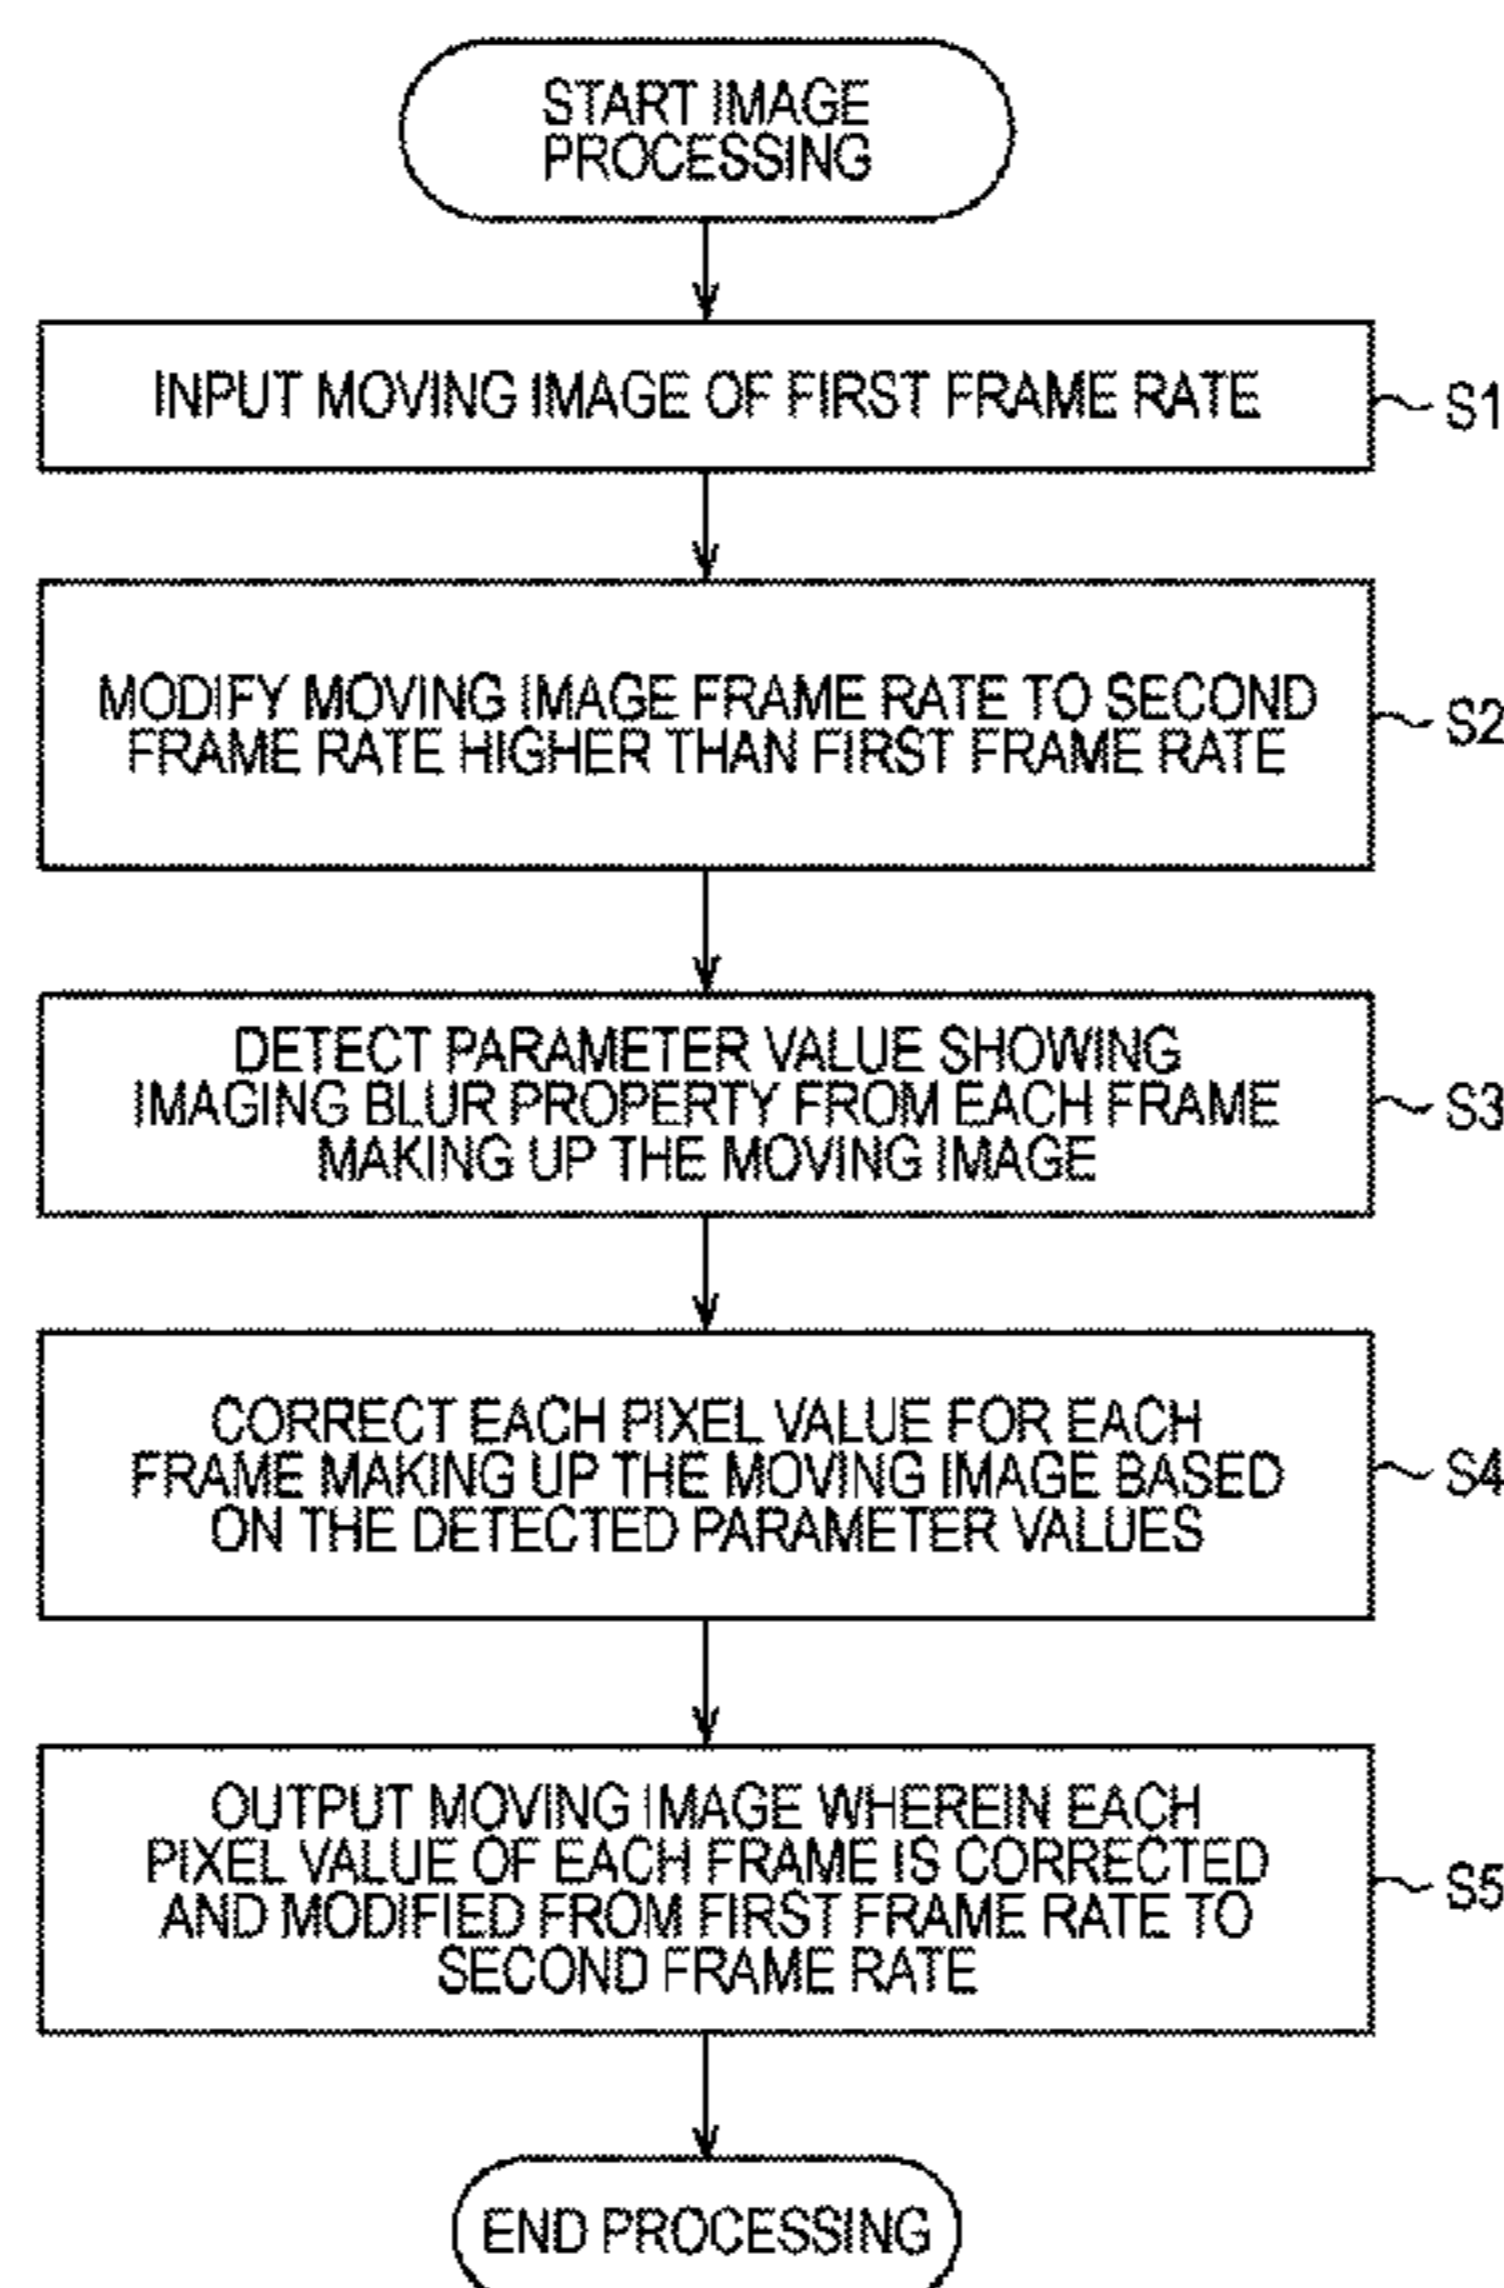 START IMAGE
PROCESSING
INPUT MOVING IMAGE OF FIRST FRAME RATE
S1
MODIFY MOVING IMAGE FRAME RATE TO SECOND
FRAME RATE HIGHER THAN FIRST FRAME RATE
S2
DETECT PARAMETER VALUE SHOWING
IMAGING BLUR PROPERTY FROM EACH FRAME
MAKING UP THE MOVING IMAGE
S3
CORRECT EACH PIXEL VALUE FOR EACH
FRAME MAKING UP THE MOVING IMAGE BASED
ON THE DETECTED PARAMETER VALUES
S4
OUTPUT MOVING IMAGE WHEREIN EACH
PIXEL VALUE OF EACH FRAME IS CORRECTED
AND MODIFIED FROM FIRST FRAME RATE TO
SECOND FRAME RATE
S5
END PROCESSING